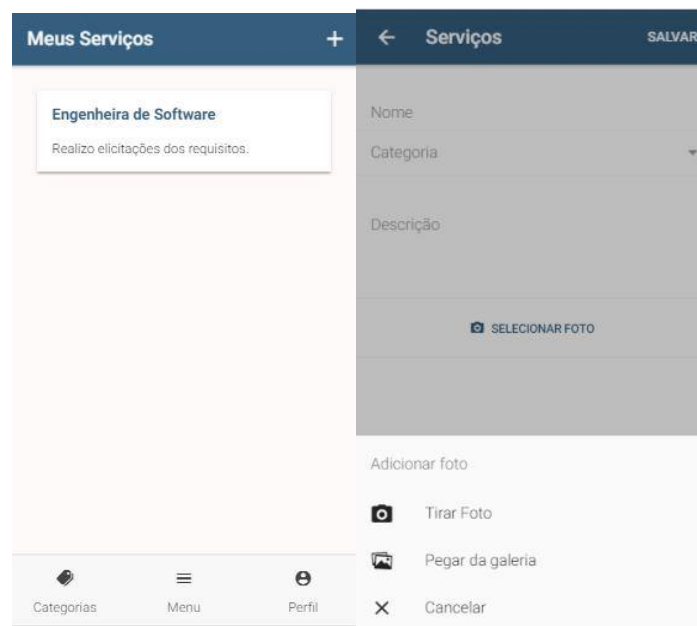 Meus Serviços +
Engenheira de Software
Realizo elicitações dos requisitos.
Categorias Menu Perfil
Serviços SALVAR
Nome
Categoria
Descrição
SELECIONAR FOTO
Adicionar foto
Tirar Foto
Pegar da galeria
Cancelar